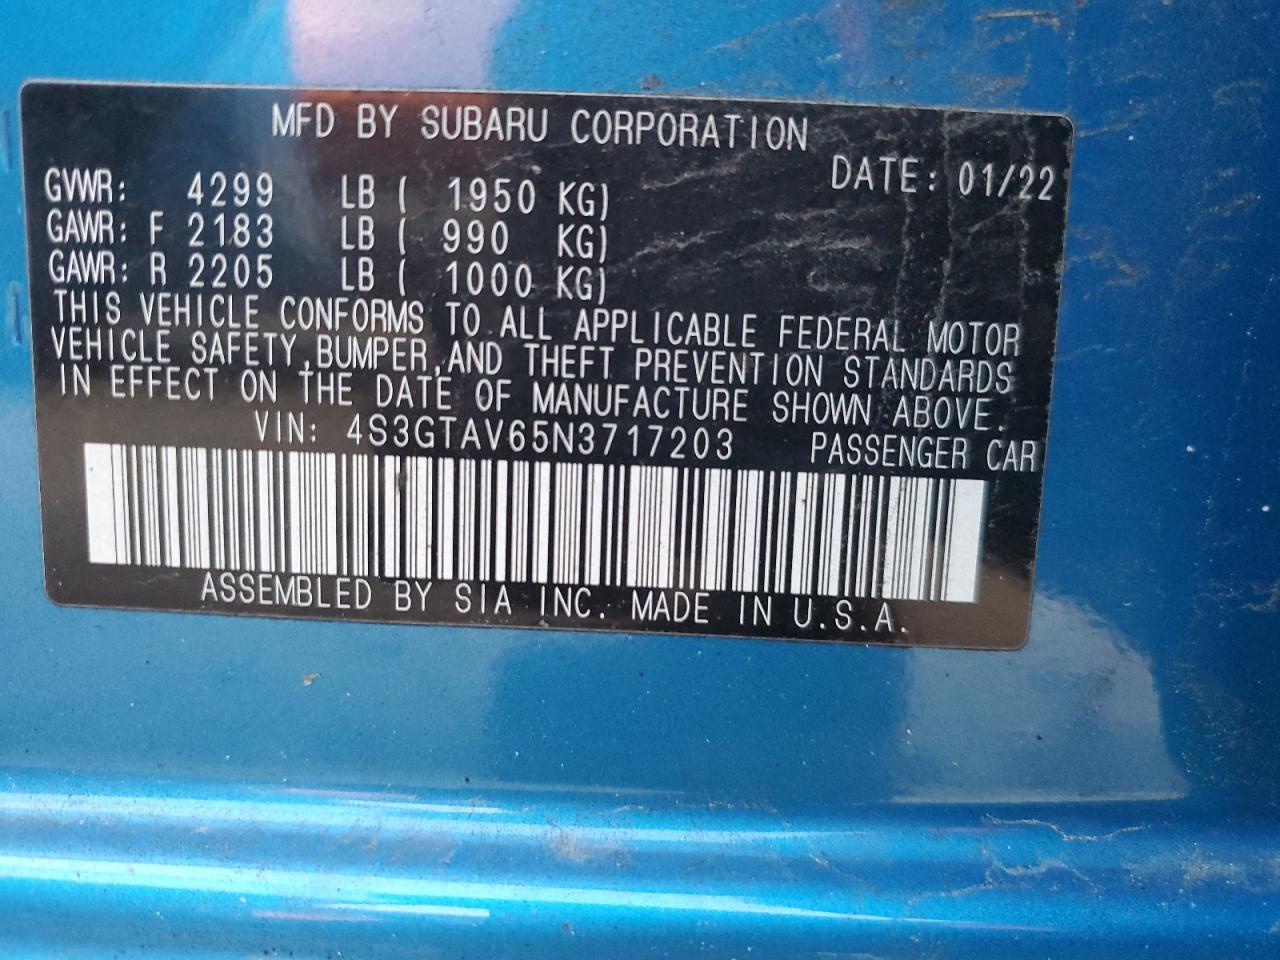 MFD BY SUBARU CORPORATION
DATE: 01/22
GVWR: 4299 LB ( 1950 KG)
GAWR: F 2183 LB ( 990 KG)
GAWR: R 2205 LB ( 1000 KG)
THIS VEHICLE CONFORMS TO ALL APPLICABLE FEDERAL MOTOR
VEHICLE SAFETY,BUMPER,AND THEFT PREVENTION STANDARDS
IN EFFECT ON THE DATE OF MANUFACTURE SHOWN ABOVE.
VIN: 4S3GTAV65N3717203 PASSENGER CAR
ASSEMBLED BY SIA INC. MADE IN U.S.A.